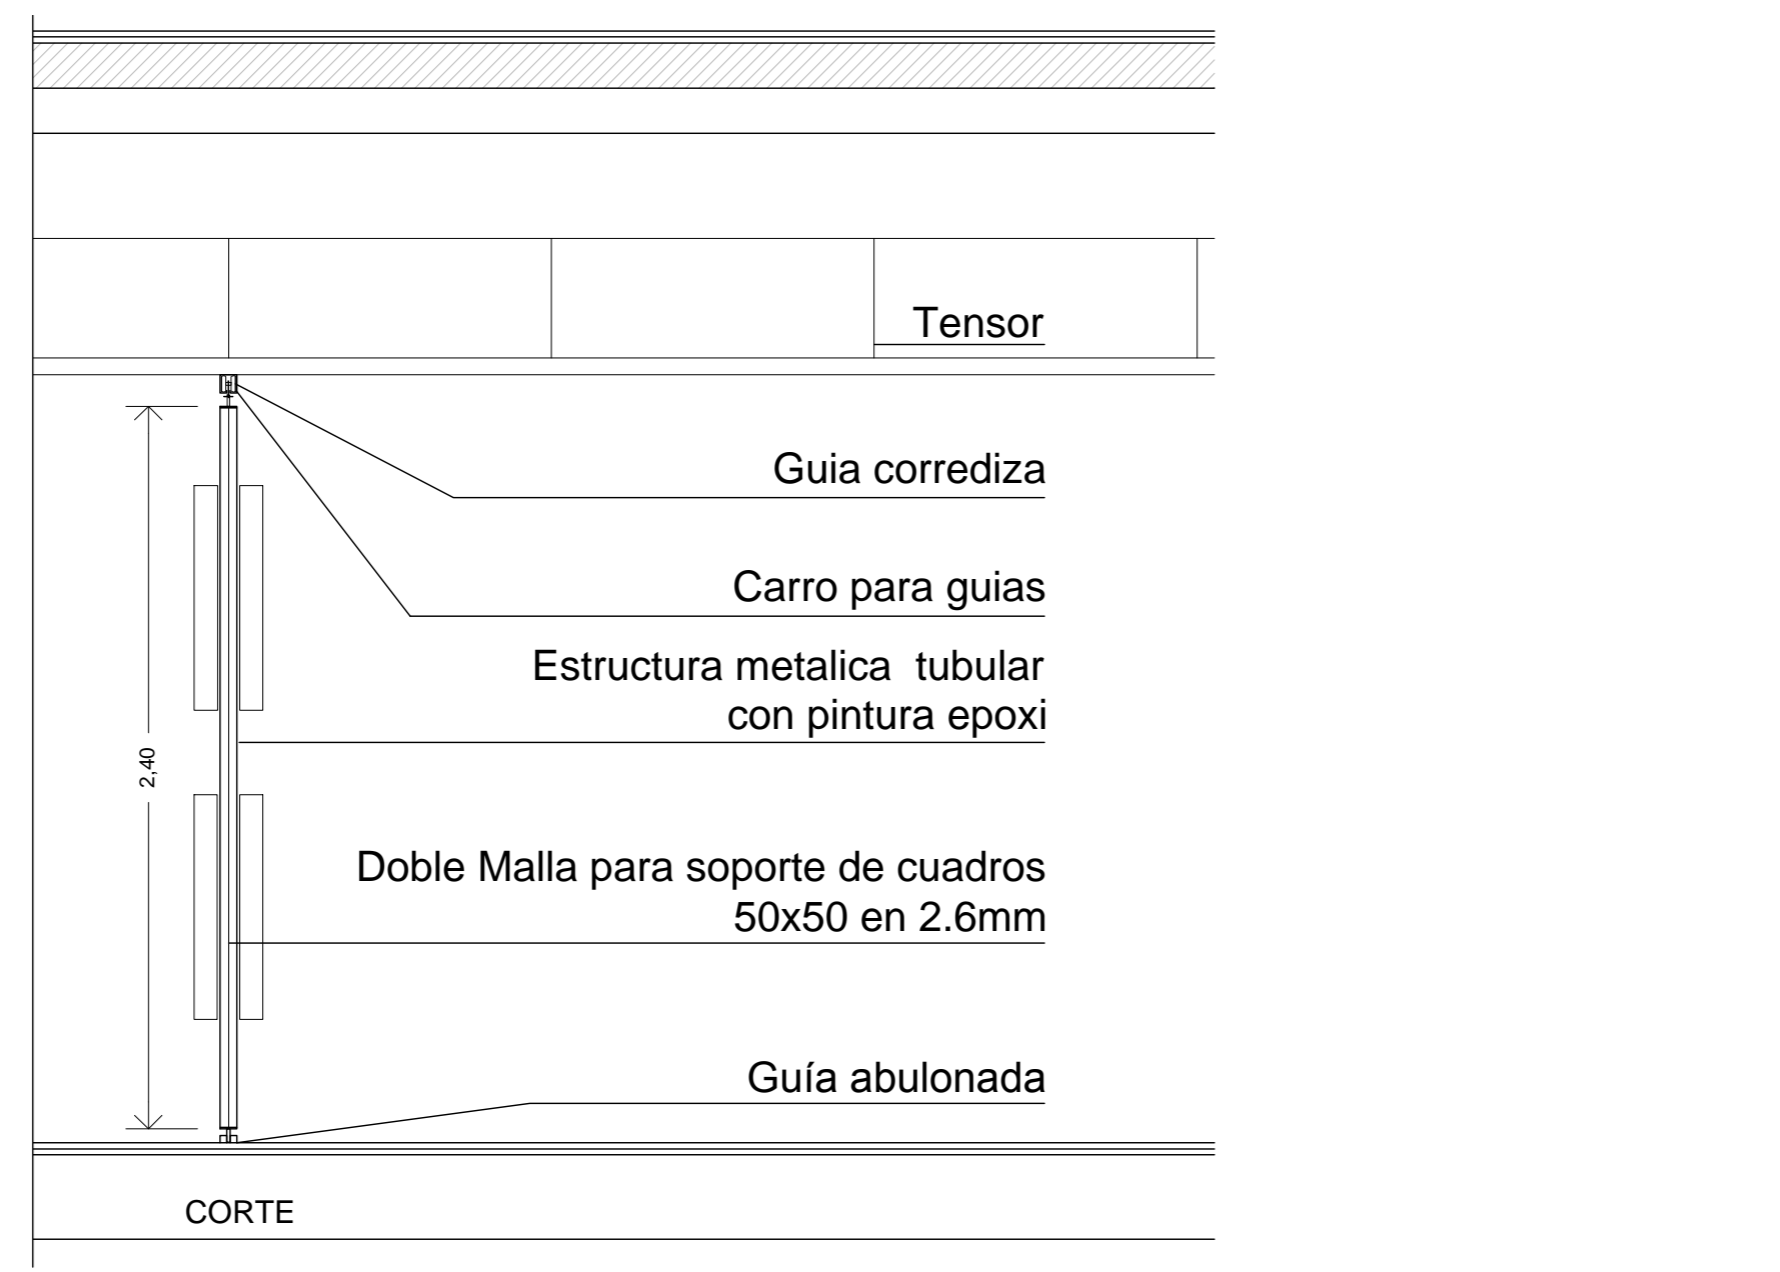 Tensor
Guia corrediza
Carro para guias
Estructura metalica tubular
con pintura epoxi
2,40
Doble Malla para soporte de cuadros
50x50 en 2.6mm
Guía abulonada
CORTE